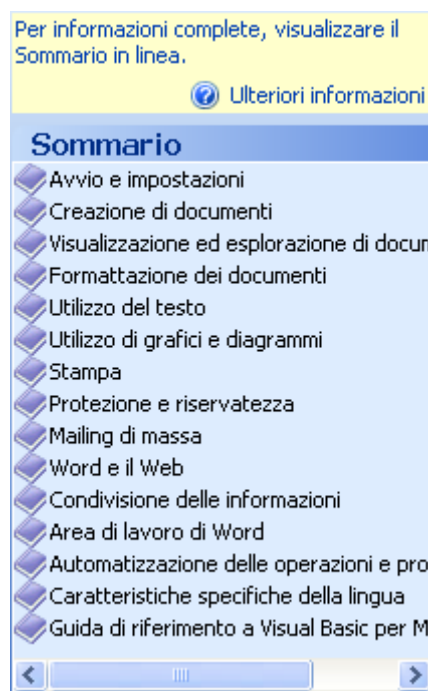 Per informazioni complete, visualizzare il
Sommario in linea.
Ulteriori informazioni
Sommario
Avvio e impostazioni
Creazione di documenti
Visualizzazione ed esplorazione di docum
Formattazione dei documenti
Utilizzo del testo
Utilizzo di grafici e diagrammi
Stampa
Protezione e riservatezza
Mailing di massa
Word e il Web
Condivisione delle informazioni
Area di lavoro di Word
Automatizzazione delle operazioni e pro
Caratteristiche specifiche della lingua
Guida di riferimento a Visual Basic per M